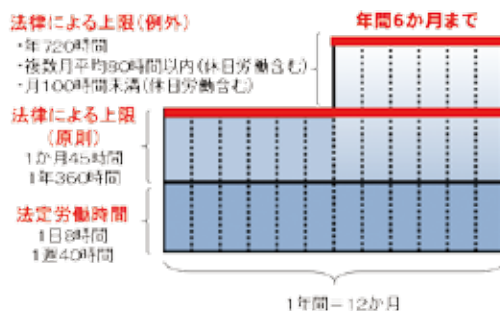 法律による上限(例外)
・年720時間
・複数月平均80時間以内(休日労働含む)
・月100時間未満(休日労働含む)
年間6か月まで
法律による上限
(原則)
1か月45時間
1年360時間
法定労働時間
1日8時間
1週40時間
1年間=12か月